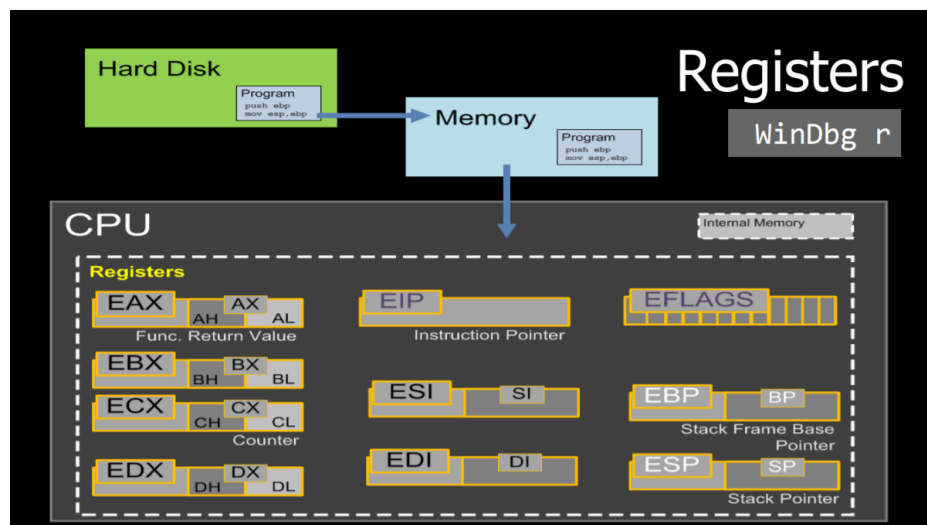 Registers
WinDbg r
Hard Disk
Program
push ebp
mov esp,ebp
Memory
Program
push ebp
mov esp,ebp
CPU
Internal Memory
Registers
EAX AX
AH AL
Func. Return Value
EBX BX
BH BL
ECX CX
CH CL
Counter
EDX DX
DH DL
EIP
Instruction Pointer
ESI SI
EDI DI
EFLAGS
EBP BP
Stack Frame Base
Pointer
ESP SP
Stack Pointer